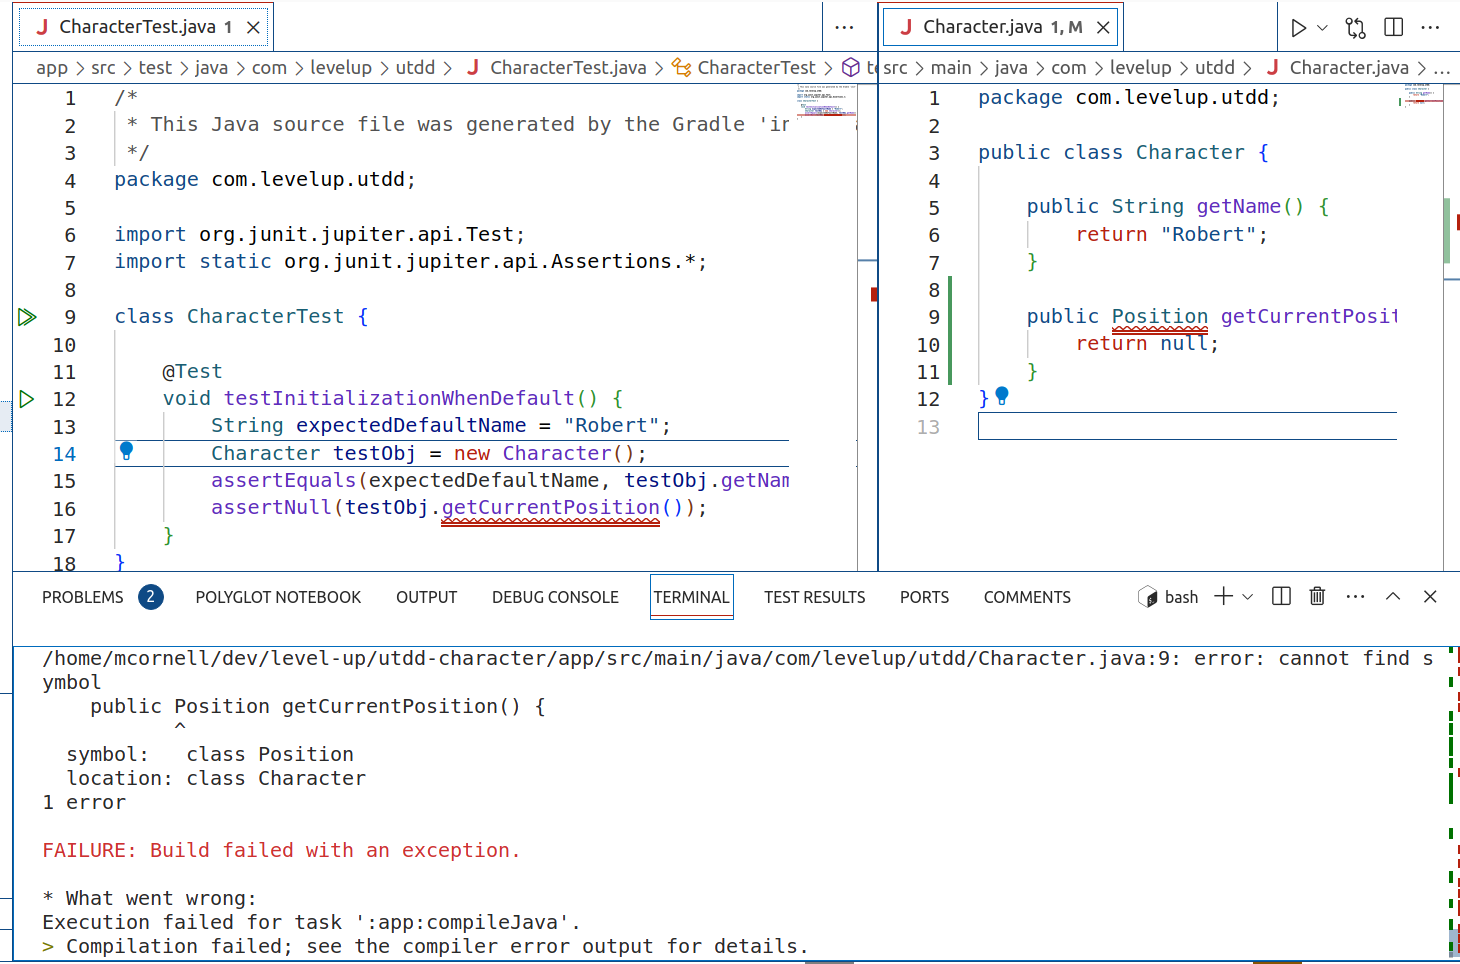 CharacterTest.java 1
Character.java 1, M
app > src > test > java > com > levelup > utdd > CharacterTest.java > CharacterTest >
src > main > java > com > levelup > utdd > Character.java > ...
1 /*
2 * This Java source file was generated by the Gradle 'in
3 */
4 package com.levelup.utdd;
5
6 import org.junit.jupiter.api.Test;
7 import static org.junit.jupiter.api.Assertions.*;
8
9 class CharacterTest {
10
11 @Test
12 void testInitializationWhenDefault() {
13 String expectedDefaultName = "Robert";
14 Character testObj = new Character();
15 assertEquals(expectedDefaultName, testObj.getNam
16 assertNull(testObj.getCurrentPosition());
17 }
18 }
1 package com.levelup.utdd;
2
3 public class Character {
4
5 public String getName() {
6 return "Robert";
7 }
8
9 public Position getCurrentPosit
10 return null;
11 }
12 }
13
PROBLEMS 2 POLYGLOT NOTEBOOK OUTPUT DEBUG CONSOLE TERMINAL TEST RESULTS PORTS COMMENTS bash
/home/mcornell/dev/level-up/utdd-character/app/src/main/java/com/levelup/utdd/Character.java:9: error: cannot find s
ymbol
public Position getCurrentPosition() {
^
symbol: class Position
location: class Character
1 error
FAILURE: Build failed with an exception.
* What went wrong:
Execution failed for task ':app:compileJava'.
> Compilation failed; see the compiler error output for details.